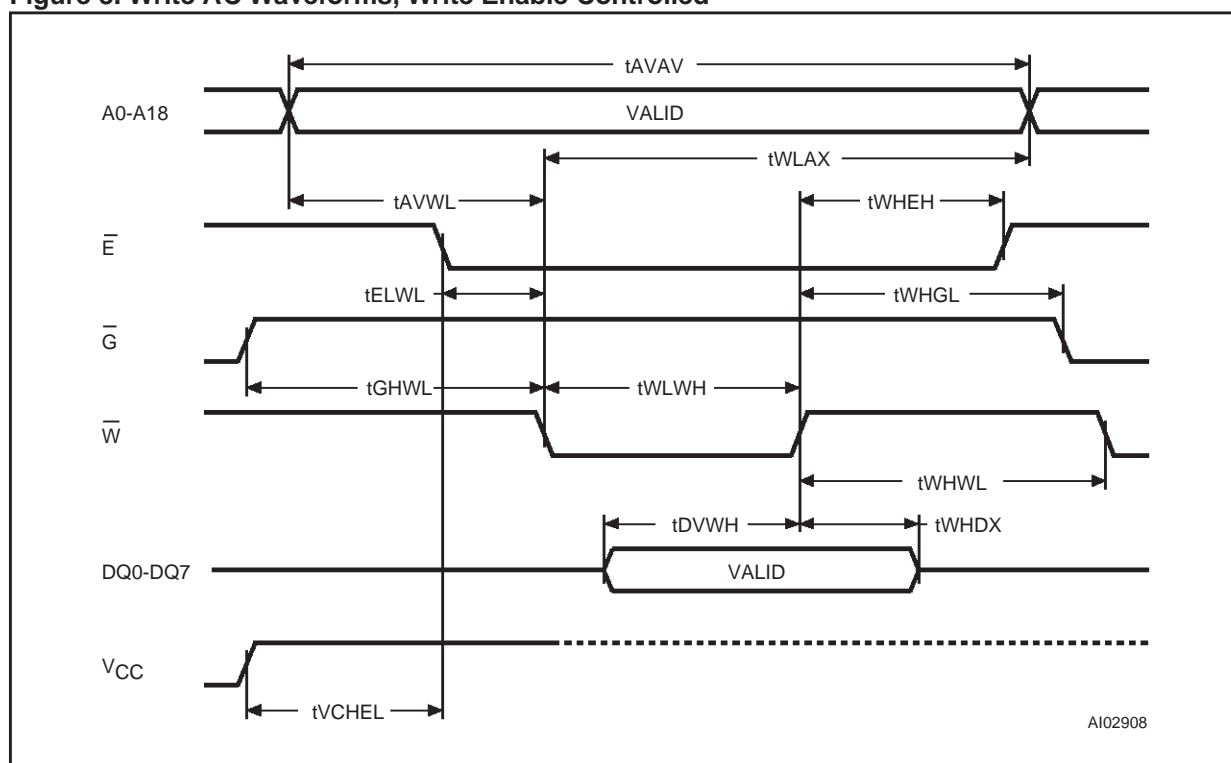 Figure 8. Write AC Waveforms, Write Enable Controlled
tAVAV
A0-A18
VALID
tWLAX
tAVWL
tWHEH
E
tELWL
tWHGL
G
tGHWL
tWLWH
W
tWHWL
tDVWH
tWHDX
DQ0-DQ7
VALID
VCC
tVCHEL
AI02908